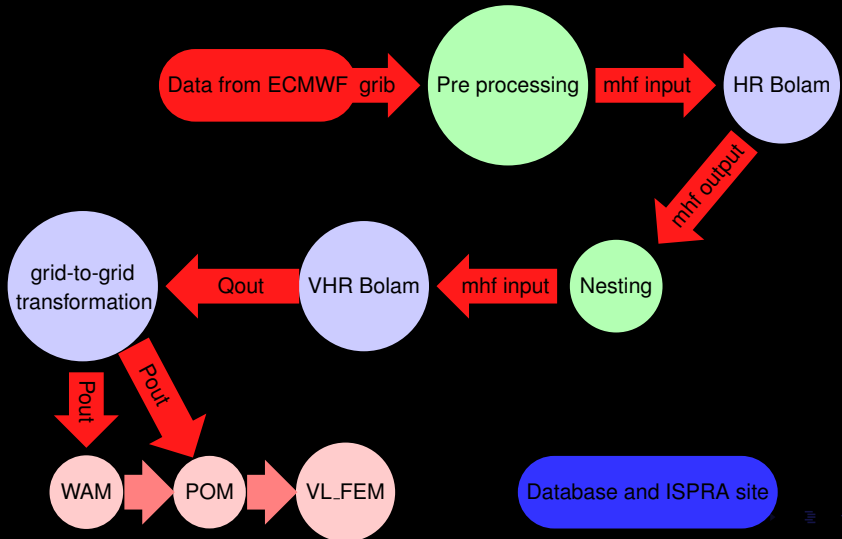 Data from ECMWF
grib
Pre processing
mhf input
HR Bolam
mhf output
Nesting
mhf input
VHR Bolam
Qout
grid-to-grid
transformation
Pout
Pout
WAM
POM
VL_FEM
Database and ISPRA site